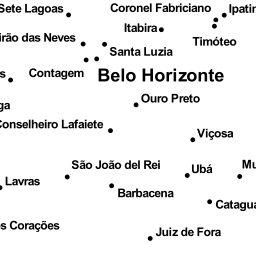 Sete Lagoas
Coronel Fabriciano
Ipatin
Itabira
irão das Neves
Timóteo
Santa Luzia
s
Contagem
Belo Horizonte
ga
Ouro Preto
Conselheiro Lafaiete
Viçosa
São João del Rei
Ubá
Mu
Lavras
Barbacena
Catagua
s Corações
Juiz de Fora